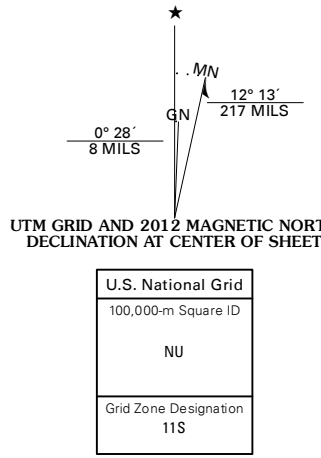 ★
MN
GN
12° 13´
217 MILS
0° 28´
8 MILS
UTM GRID AND 2012 MAGNETIC NORT
DECLINATION AT CENTER OF SHEET
U.S. National Grid
100,000-m Square ID
NU
Grid Zone Designation
11S